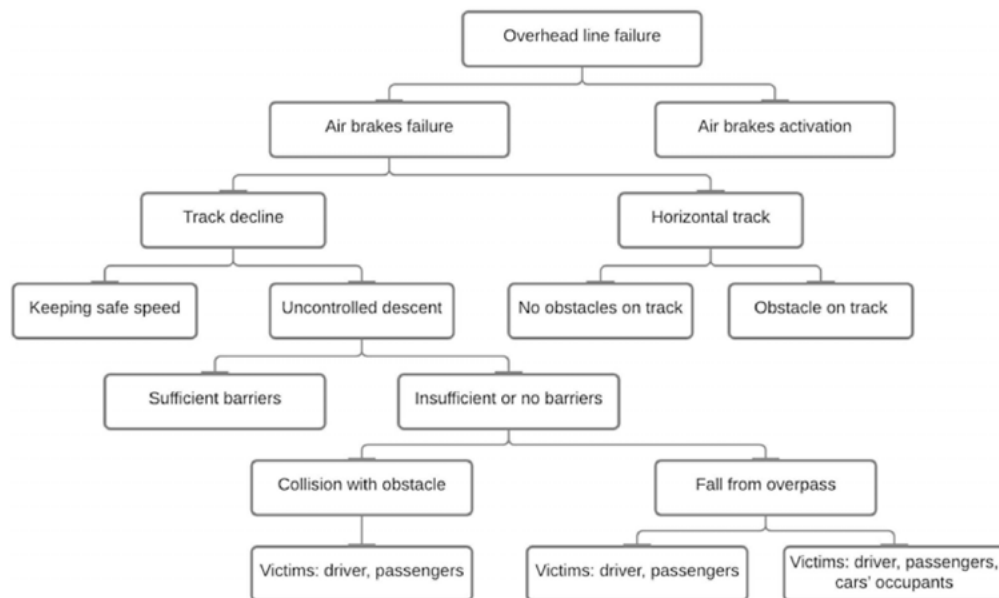 Overhead line failure
Air brakes failure
Air brakes activation
Track decline
Horizontal track
Keeping safe speed
Uncontrolled descent
No obstacles on track
Obstacle on track
Sufficient barriers
Insufficient or no barriers
Collision with obstacle
Fall from overpass
Victims: driver, passengers
Victims: driver, passengers
Victims: driver, passengers,
cars' occupants